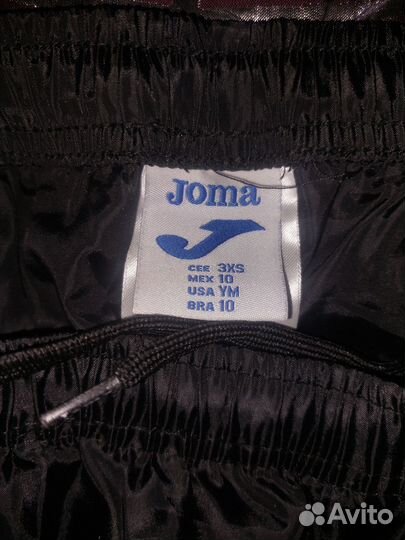 Joma
CEE 3XS
MEX 10
USA YM
BRA 10
Avito